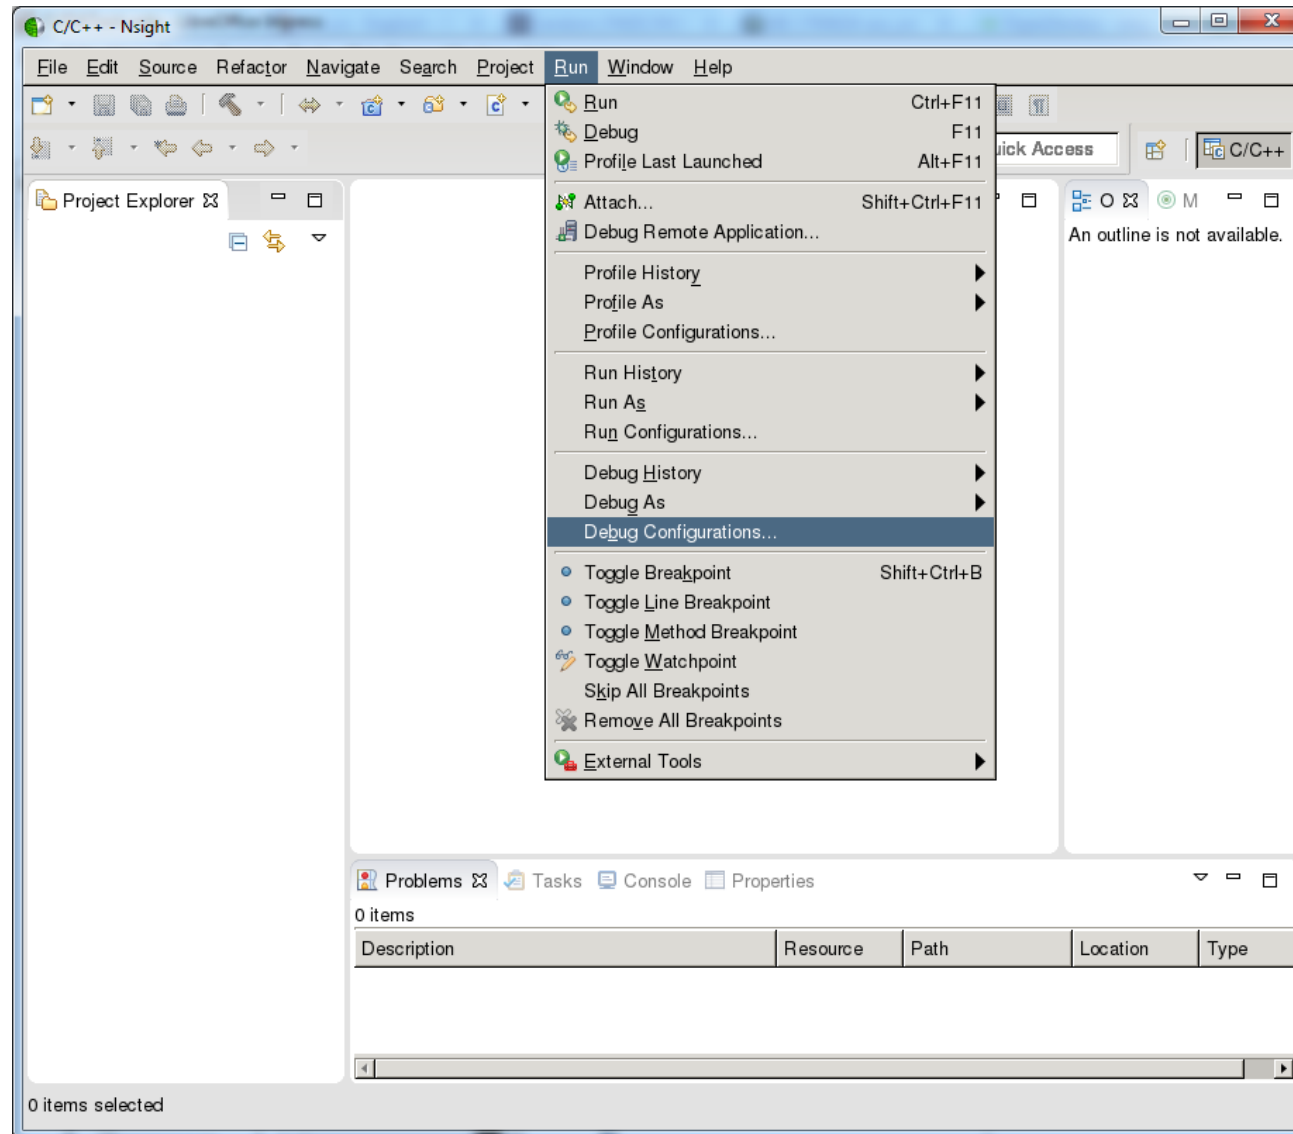 C/C++ - Nsight
File Edit Source Refactor Navigate Search Project Run Window Help
Run Ctrl+F11
Debug F11
Profile Last Launched Alt+F11
Attach... Shift+Ctrl+F11
Debug Remote Application...
Profile History
Profile As
Profile Configurations...
Run History
Run As
Run Configurations...
Debug History
Debug As
Debug Configurations...
Toggle Breakpoint Shift+Ctrl+B
Toggle Line Breakpoint
Toggle Method Breakpoint
Toggle Watchpoint
Skip All Breakpoints
Remove All Breakpoints
External Tools
uick Access C/C++
Project Explorer
O M
An outline is not available.
Problems Tasks Console Properties
0 items
Description Resource Path Location Type
0 items selected